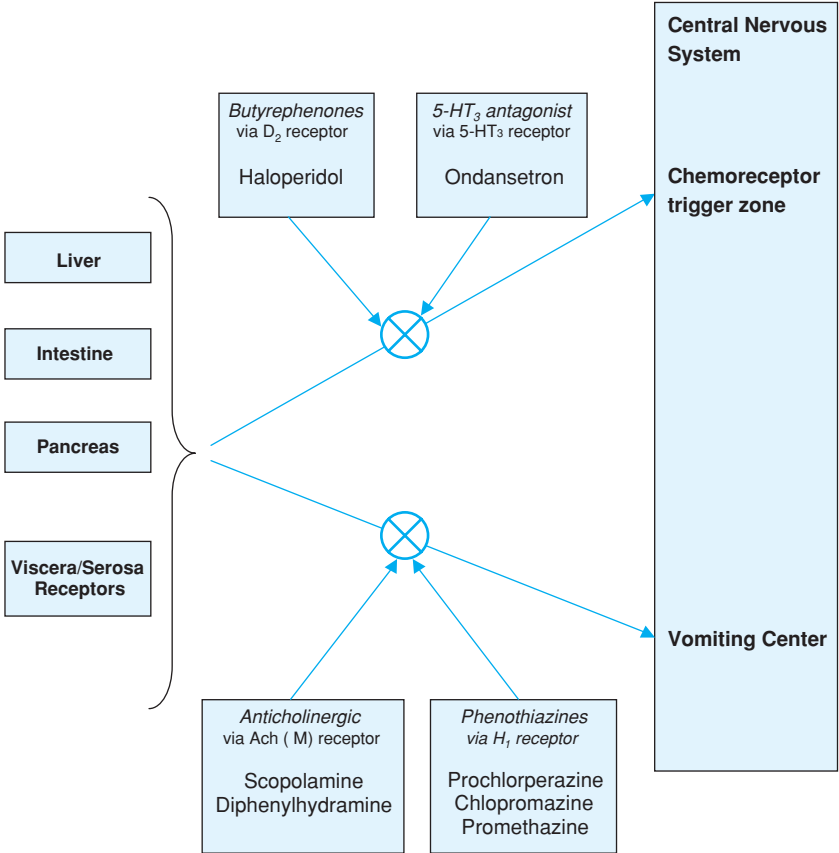 Central Nervous
System
Butyrephenones
via D₂ receptor
Haloperidol
5-HT₃ antagonist
via 5-HT₃ receptor
Ondansetron
Chemoreceptor
trigger zone
Liver
Intestine
Pancreas
Viscera/Serosa
Receptors
Vomiting Center
Anticholinergic
via Ach ( M) receptor
Scopolamine
Diphenylhydramine
Phenothiazines
via H₁ receptor
Prochlorperazine
Chlopromazine
Promethazine